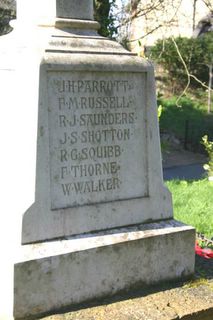 J.H PARROTT
F.M RUSSELL
R.J SAUNDERS
J.S SHOTTON
R.G SQUIBB
F THORNE
W. WALKER